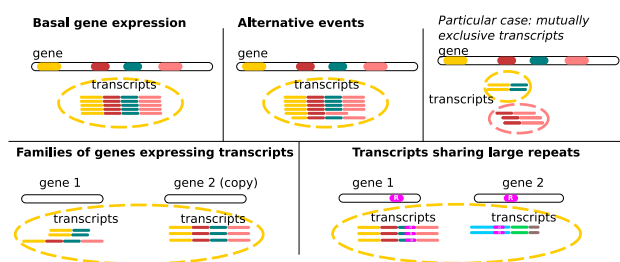 Basal gene expression
gene
transcripts
Alternative events
gene
transcripts
Particular case: mutually
exclusive transcripts
gene
transcripts
Families of genes expressing transcripts
gene 1
gene 2 (copy)
transcripts
transcripts
Transcripts sharing large repeats
gene 1
gene 2
R
R
transcripts
transcripts